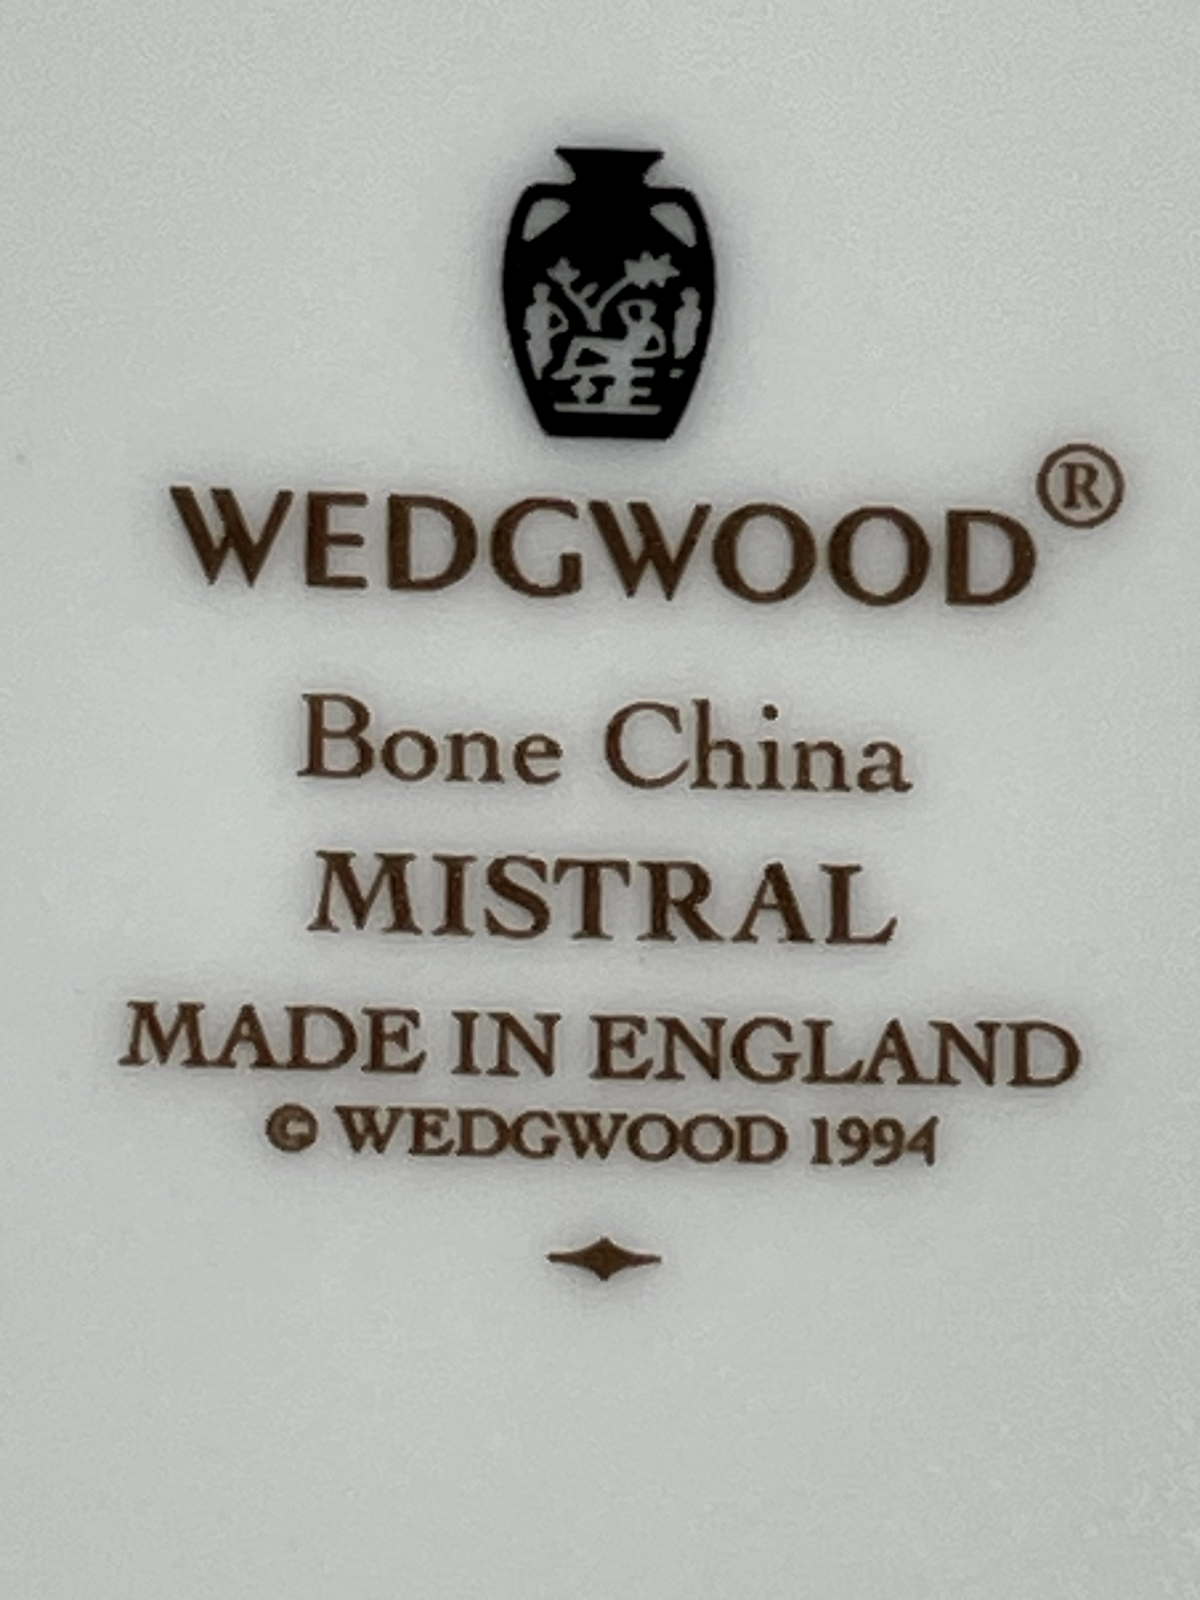 WEDGWOOD®
Bone China
MISTRAL
MADE IN ENGLAND
© WEDGWOOD 1994